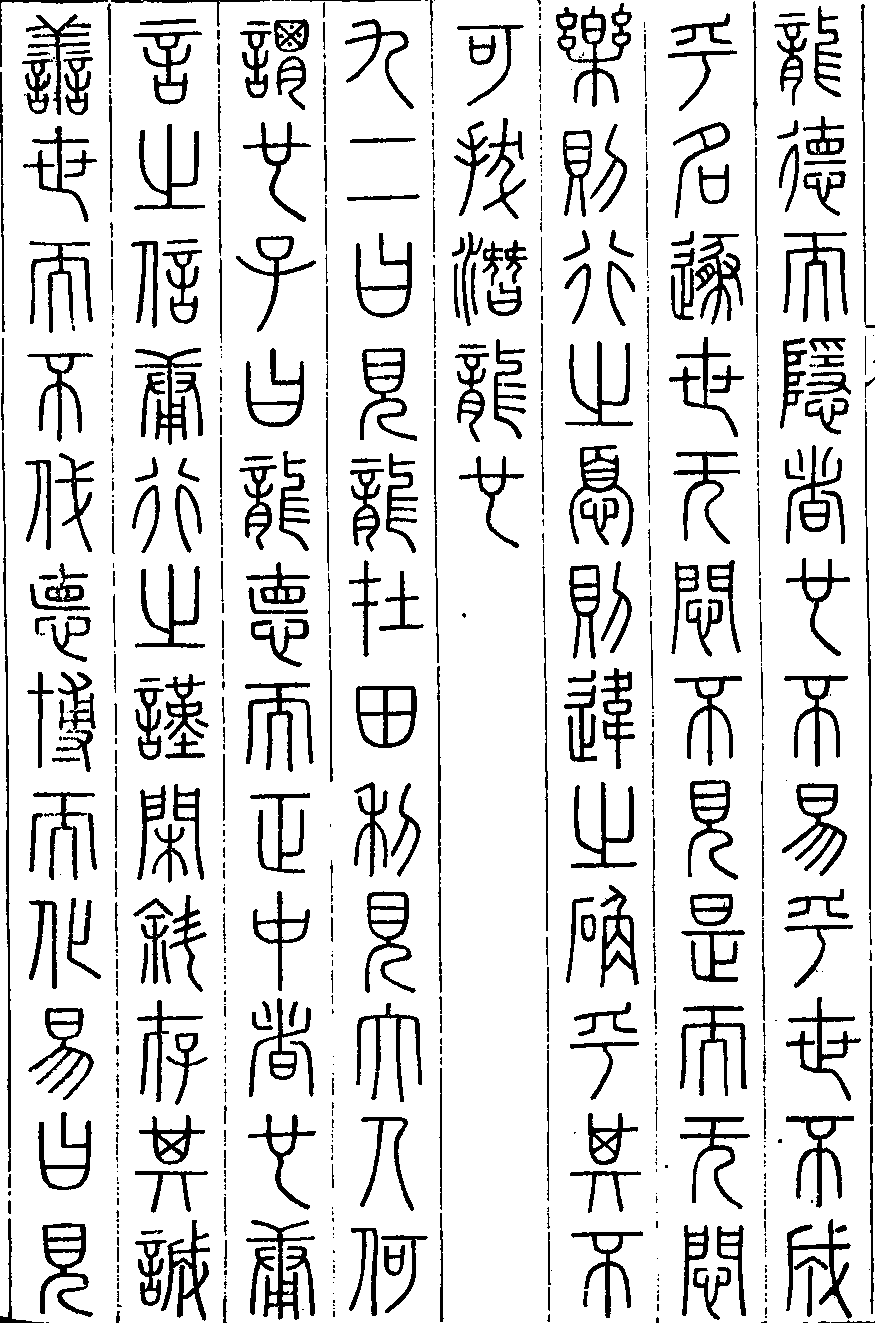 龍德而隱者也不易乎世不成
乎名遯世无悶不見是而无悶
樂則行之憂則違之確乎其不
可拔潛龍也
九二曰見龍在田利見大人何
謂也子曰龍悳而正中者也庸
言之信庸行之謹閑邪存其誠
善世而不伐悳博而化易曰見